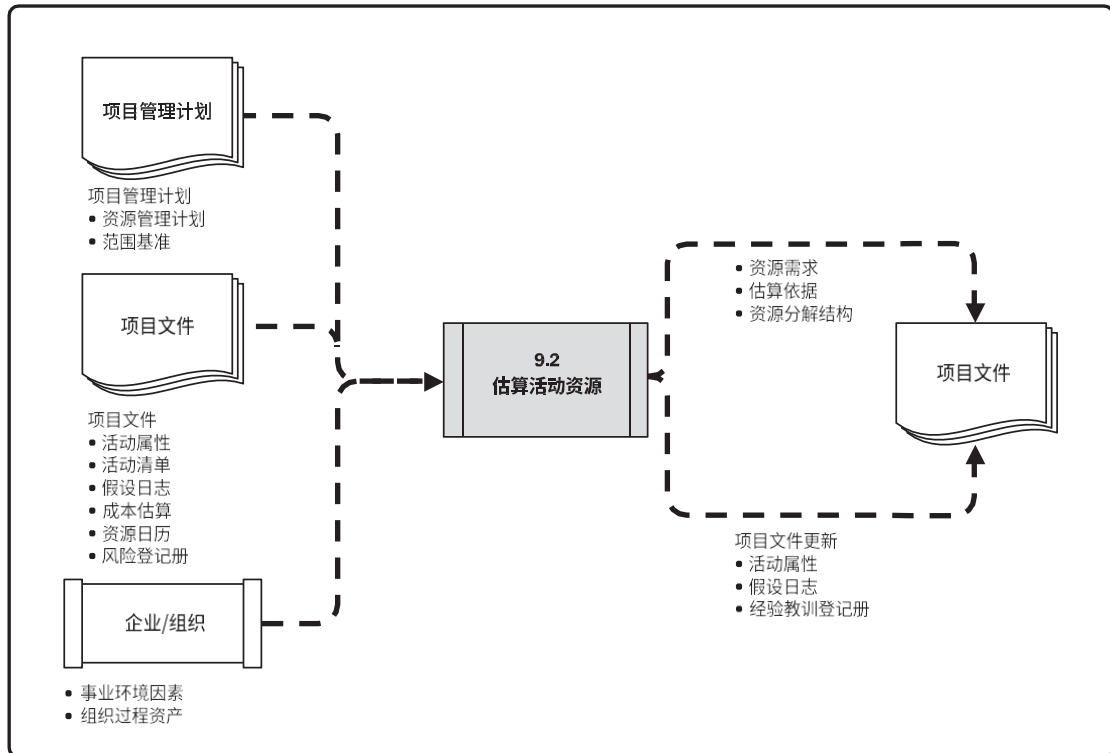 项目管理计划
项目管理计划
• 资源管理计划
• 范围基准
项目文件
项目文件
• 活动属性
• 活动清单
• 假设日志
• 成本估算
• 资源日历
• 风险登记册
企业/组织
• 事业环境因素
• 组织过程资产
9.2
估算活动资源
• 资源需求
• 估算依据
• 资源分解结构
项目文件
项目文件更新
• 活动属性
• 假设日志
• 经验教训登记册